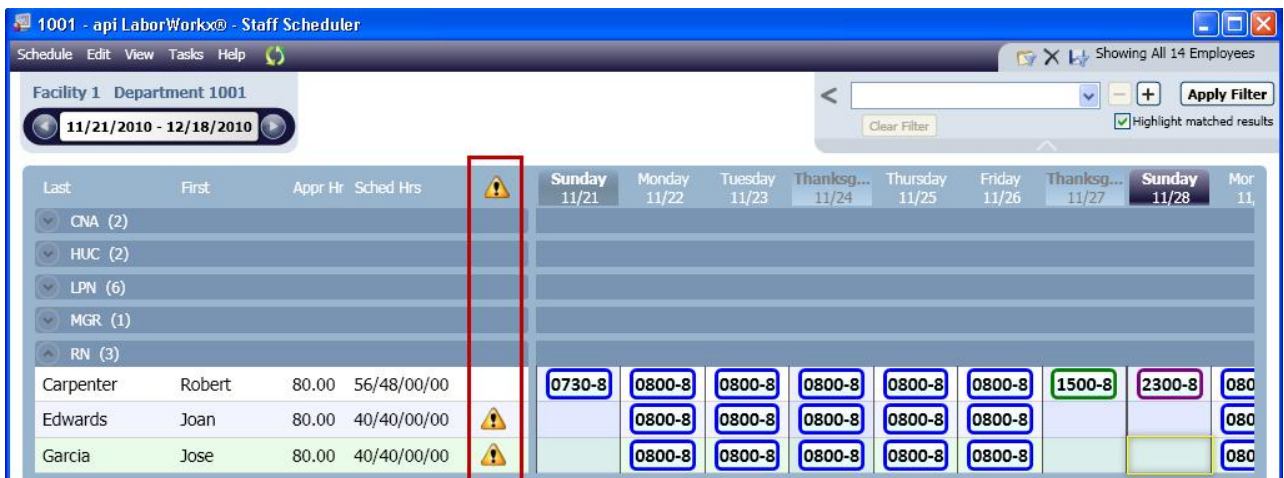 1001 - api LaborWorkx® - Staff Scheduler
Schedule Edit View Tasks Help
Showing All 14 Employees
Facility 1 Department 1001
11/21/2010 - 12/18/2010
< − + Apply Filter
Clear Filter
Highlight matched results
Last First Appr Hr Sched Hrs
Sunday Monday Tuesday Thanksg... Thursday Friday Thanksg... Sunday Mor
11/21 11/22 11/23 11/24 11/25 11/26 11/27 11/28 11,
CNA (2)
HUC (2)
LPN (6)
MGR (1)
RN (3)
Carpenter Robert 80.00 56/48/00/00 0730-8 0800-8 0800-8 0800-8 0800-8 0800-8 1500-8 2300-8 080
Edwards Joan 80.00 40/40/00/00 0800-8 0800-8 0800-8 0800-8 0800-8 080
Garcia Jose 80.00 40/40/00/00 0800-8 0800-8 0800-8 0800-8 0800-8 080